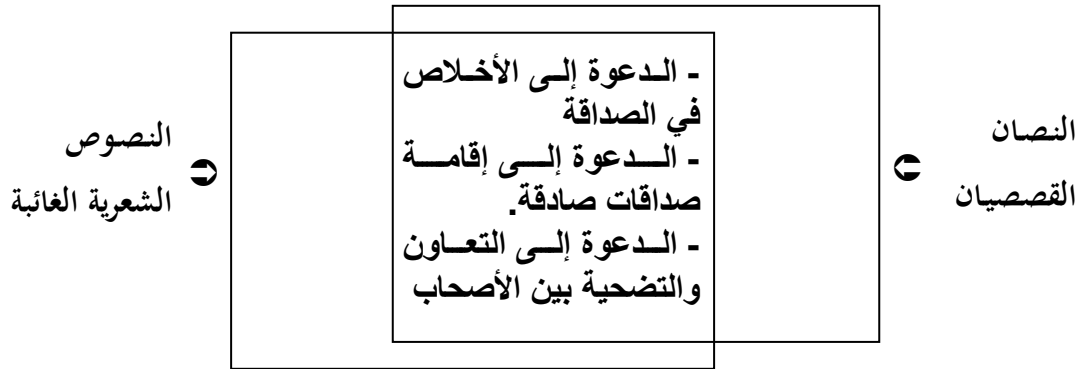 النصان
القصصيان
- الدعوة إلى الأخلاص
في الصداقة
- الدعوة إلى إقامة
صداقات صادقة.
- الدعوة إلى التعاون
والتضحية بين الأصحاب
النصوص
الشعرية الغائبة